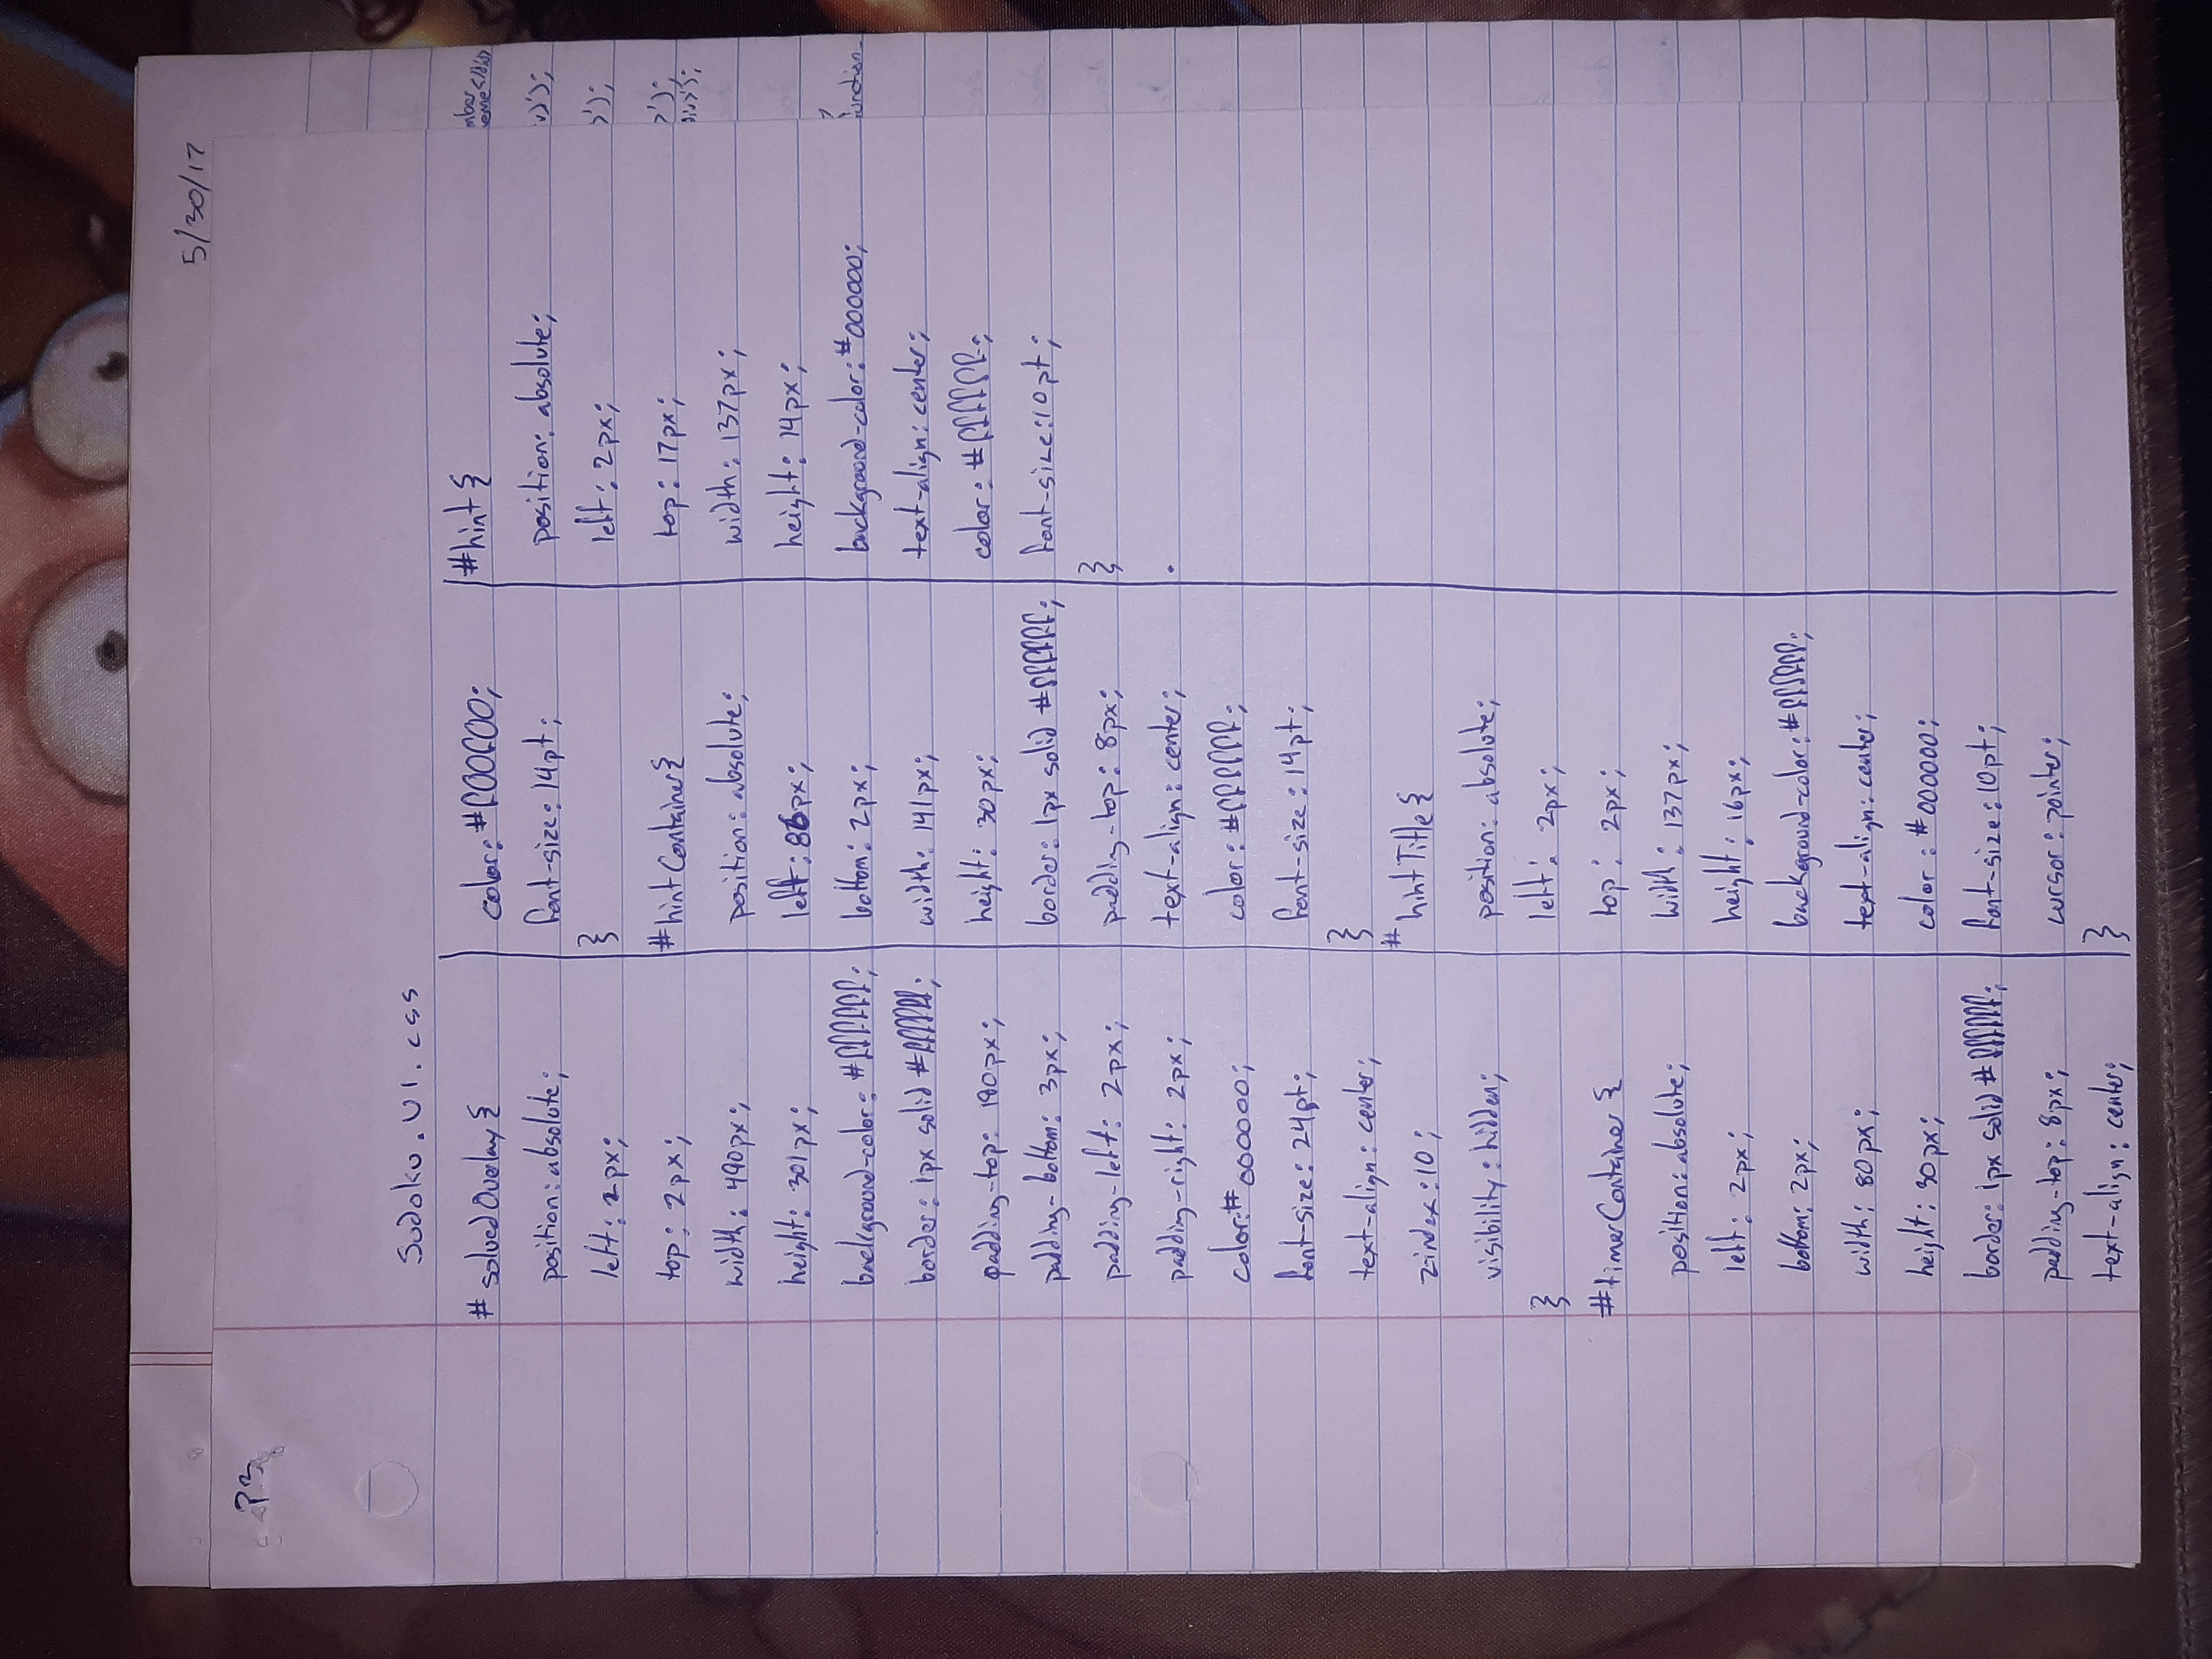 5/30/17
P3
Sudoku.UI.css
#solvedOverlay{
position: absolute;
left: 2px;
top: 2px;
width: 490px;
height: 301px;
background-color: #ffffff;
border: 1px solid #ffffff;
padding-top: 190px;
padding-bottom: 3px;
padding-left: 2px;
padding-right: 2px;
color:#000000;
font-size: 24pt;
text-align: center;
z-index:10;
visibility: hidden;
}
#timerContainer{
position: absolute;
left: 2px;
bottom: 2px;
width: 80px;
height: 30px;
border: 1px solid #ffffff;
padding-top: 8px;
text-align: center;
color: #f00f00;
font-size: 14pt;
}
#hintContainer{
position: absolute;
left: 86px;
bottom: 2px;
width: 141px;
height: 30px;
border: 1px solid #ffffff;
padding-top: 8px;
text-align: center;
color: #ffffff;
font-size: 14pt;
}
#hintTitle{
position: absolute;
left: 2px;
top: 2px;
width: 137px;
height: 16px;
background-color: #ffffff;
text-align: center;
color: #000000;
font-size: 10pt;
cursor: pointer;
}
#hint{
position: absolute;
left: 2px;
top: 17px;
width: 137px;
height: 14px;
background-color: #000000;
text-align: center;
color: #ffffff;
font-size:10pt;
}